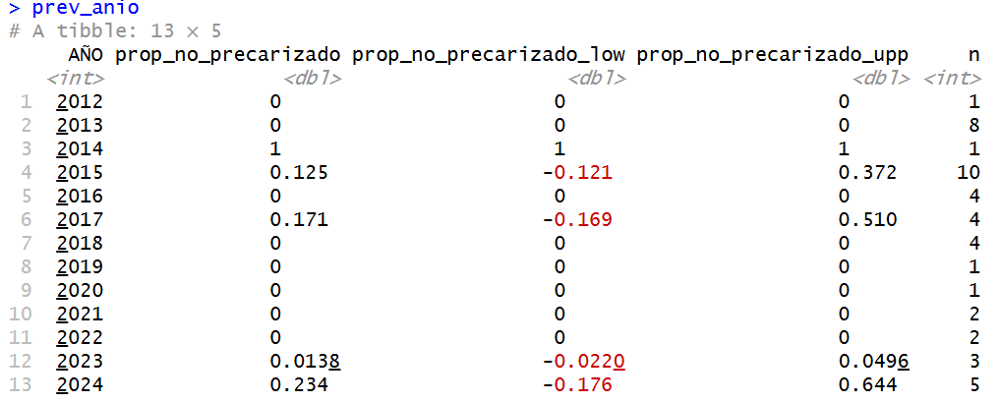 > prev_anio
# A tibble: 13 × 5
AÑO prop_no_precarizado prop_no_precarizado_low prop_no_precarizado_upp n
<int> <dbl> <dbl> <dbl> <int>
1 2012 0 0 0 1
2 2013 0 0 0 8
3 2014 1 1 1 1
4 2015 0.125 -0.121 0.372 10
5 2016 0 0 0 4
6 2017 0.171 -0.169 0.510 4
7 2018 0 0 0 4
8 2019 0 0 0 1
9 2020 0 0 0 1
10 2021 0 0 0 2
11 2022 0 0 0 2
12 2023 0.0138 -0.0220 0.0496 3
13 2024 0.234 -0.176 0.644 5